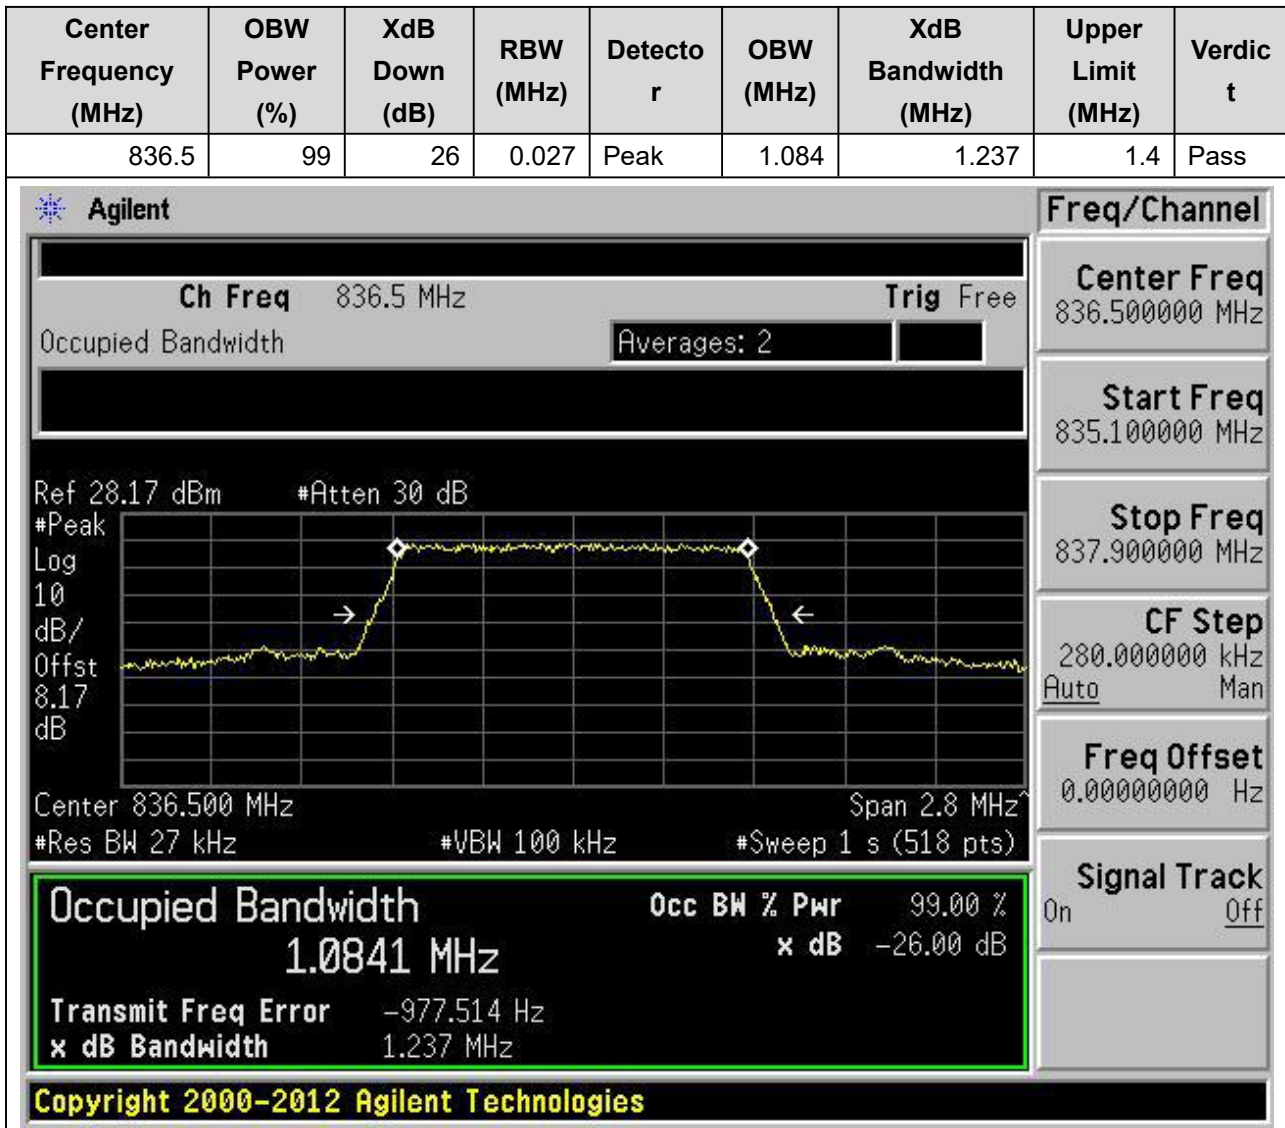 Center Frequency (MHz) OBW Power (%) XdB Down (dB) RBW (MHz) Detecto r OBW (MHz) XdB Bandwidth (MHz) Upper Limit (MHz) Verdic t
836.5 99 26 0.027 Peak 1.084 1.237 1.4 Pass
Agilent
Ch Freq 836.5 MHz Trig Free
Occupied Bandwidth Averages: 2
Ref 28.17 dBm #Atten 30 dB
#Peak
Log
10
dB/
Offst
8.17
dB
Center 836.500 MHz Span 2.8 MHz^
#Res BW 27 kHz #VBW 100 kHz #Sweep 1 s (518 pts)
Occupied Bandwidth Occ BW % Pwr 99.00 %
1.0841 MHz x dB -26.00 dB
Transmit Freq Error -977.514 Hz
x dB Bandwidth 1.237 MHz
Copyright 2000-2012 Agilent Technologies
Freq/Channel
Center Freq
836.500000 MHz
Start Freq
835.100000 MHz
Stop Freq
837.900000 MHz
CF Step
280.000000 kHz
Auto Man
Freq Offset
0.00000000 Hz
Signal Track
On Off